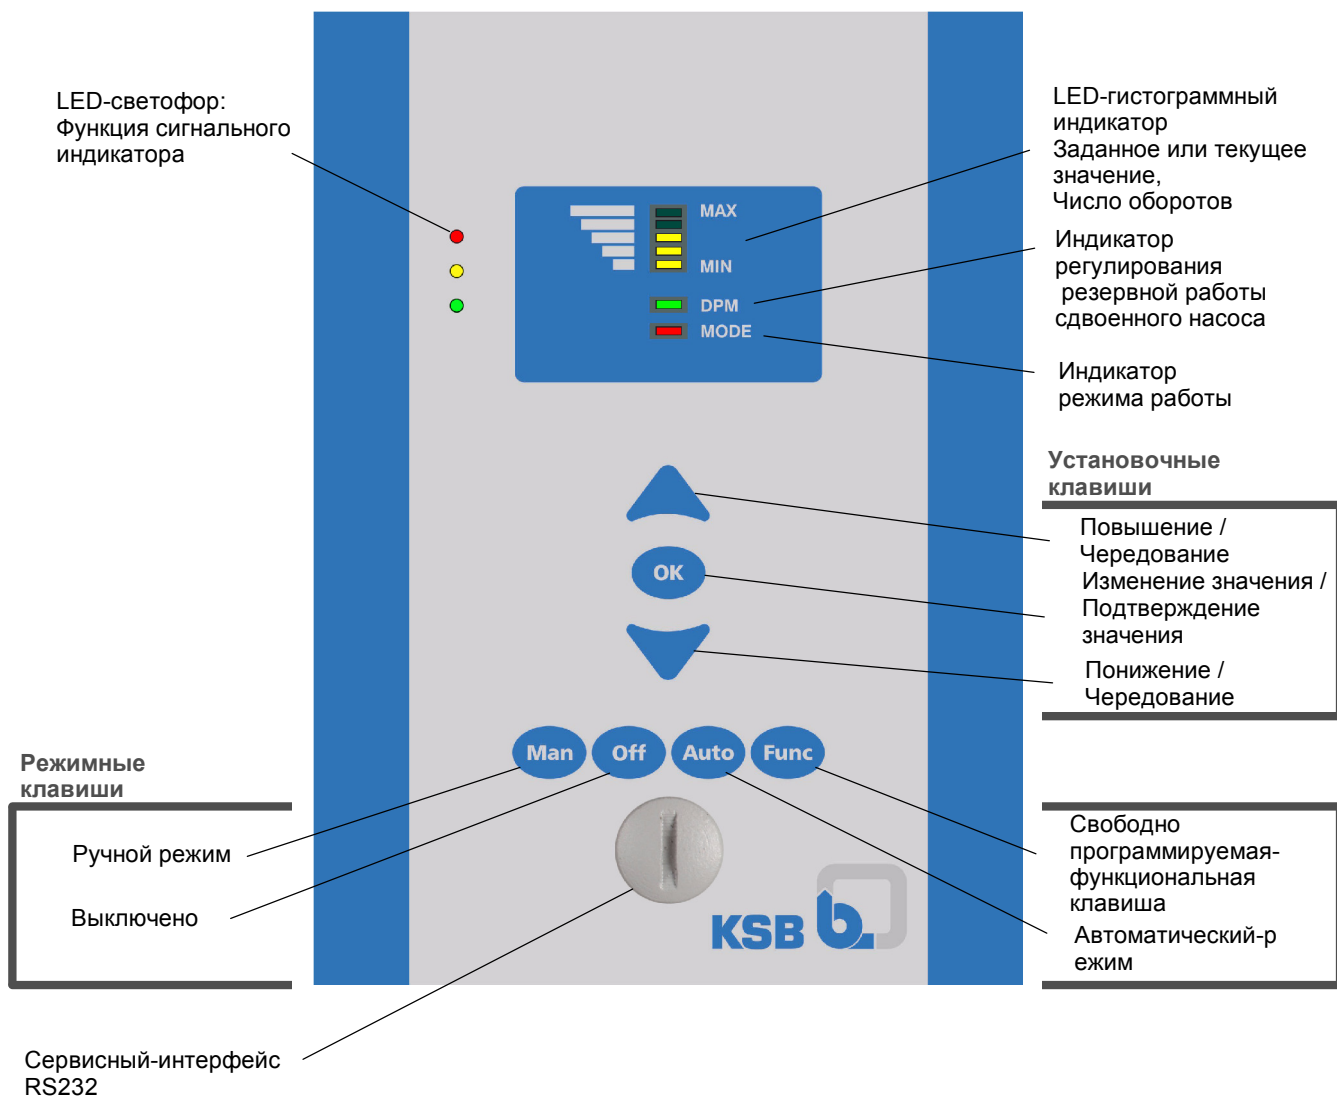 LED-светофор:
Функция сигнального
индикатора
LED-гистограммный
индикатор
Заданное или текущее
значение,
Число оборотов
MAX
MIN
DPM
MODE
Индикатор
регулирования
резервной работы
сдвоенного насоса
Индикатор
режима работы
Установочные
клавиши
Повышение /
Чередование
OK
Изменение значения /
Подтверждение
значения
Понижение /
Чередование
Man
Off
Auto
Func
Режимные
клавиши
Ручной режим
Выключено
Свободно
программируемая-
функциональная
клавиша
Автоматический-р
ежим
KSB b.
Сервисный-интерфейс
RS232